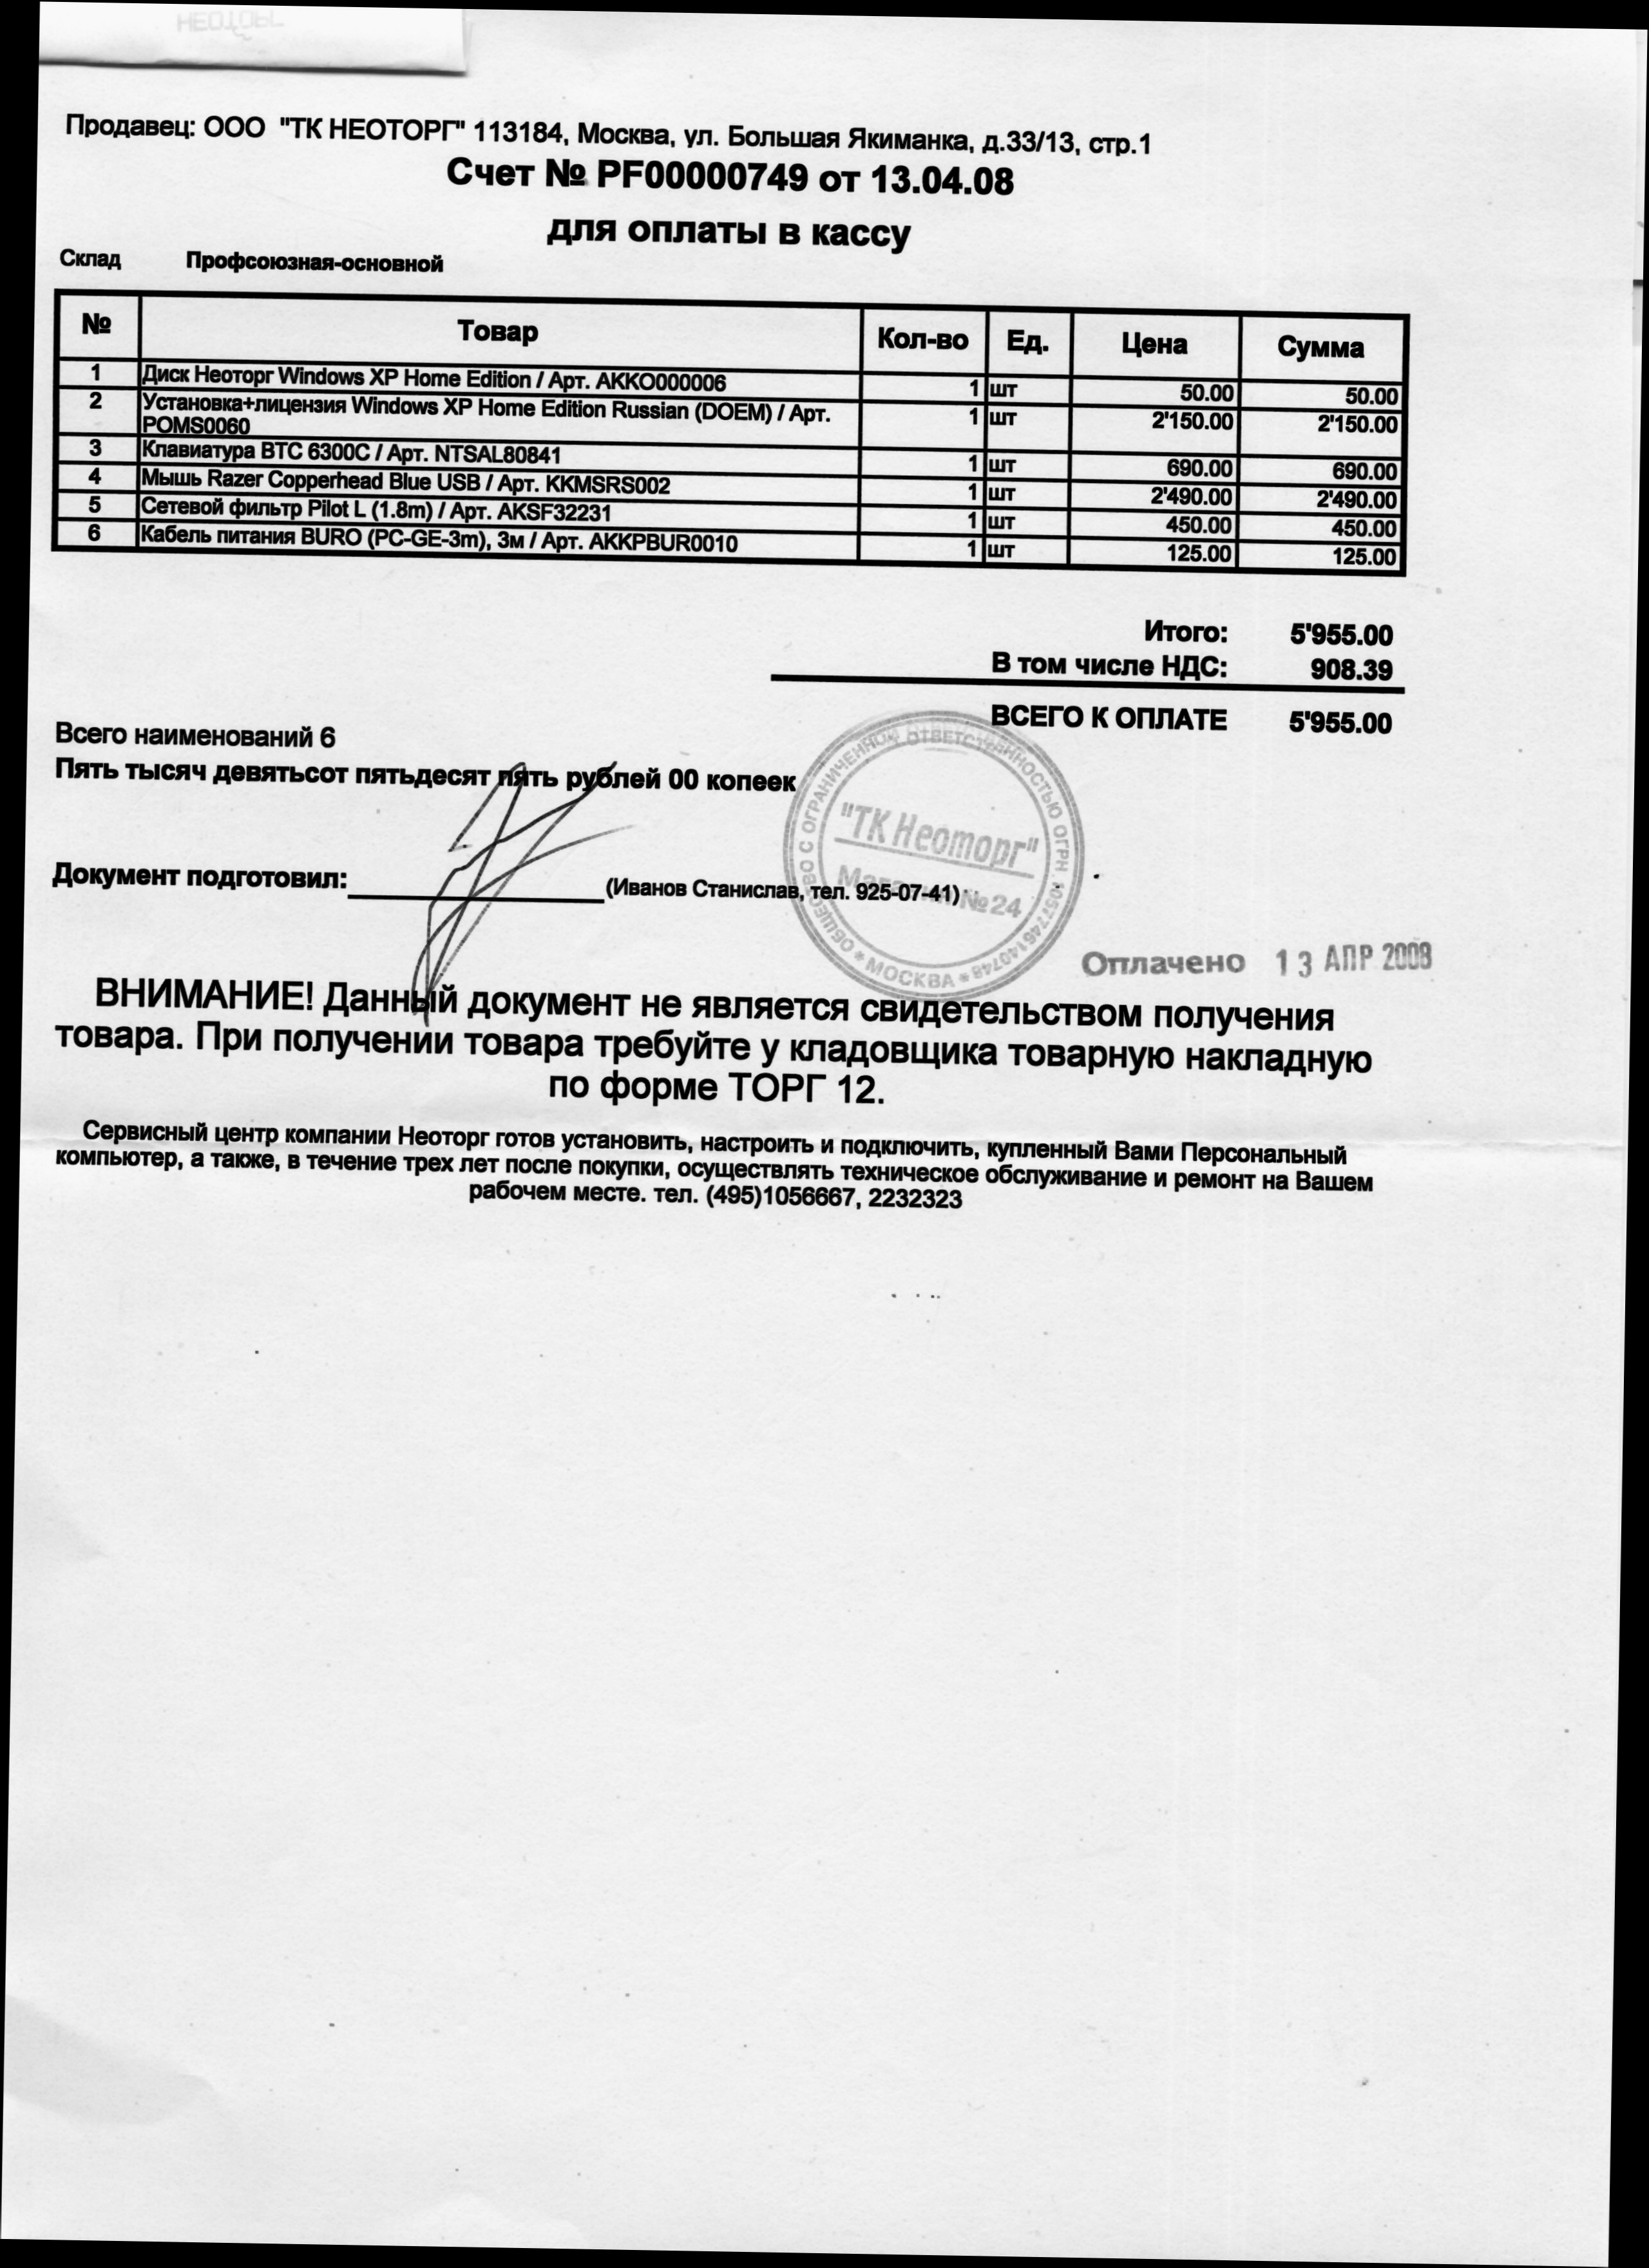 Продавец: ООО "ТК НЕОТОРГ" 113184, Москва, ул. Большая Якиманка, д.33/13, стр.1
Счет № PF00000749 от 13.04.08
для оплаты в кассу
Склад Профсоюзная-основной
№ Товар Кол-во Ед. Цена Сумма
1 Диск Неоторг Windows XP Home Edition / Арт. AKKO000006 1 шт 50.00 50.00
2 Установка+лицензия Windows XP Home Edition Russian (DOEM) / Арт. 1 шт 2'150.00 2'150.00
POMS0060
3 Клавиатура BTC 6300C / Арт. NTSAL80841 1 шт 690.00 690.00
4 Мышь Razer Copperhead Blue USB / Арт. KKMSRS002 1 шт 2'490.00 2'490.00
5 Сетевой фильтр Pilot L (1.8m) / Арт. AKSF32231 1 шт 450.00 450.00
6 Кабель питания BURO (PC-GE-3m), 3м / Арт. AKKPBUR0010 1 шт 125.00 125.00
Итого: 5'955.00
В том числе НДС: 908.39
ВСЕГО К ОПЛАТЕ 5'955.00
Всего наименований 6
Пять тысяч девятьсот пятьдесят пять рублей 00 копеек
ОБЩЕСТВО С ОГРАНИЧЕННОЙ ОТВЕТСТВЕННОСТЬЮ ОГРН 1057746140748 * МОСКВА *
"ТК Неоторг"
Магазин №24
Документ подготовил: (Иванов Станислав, тел. 925-07-41)
Оплачено 13 АПР 2008
ВНИМАНИЕ! Данный документ не является свидетельством получения
товара. При получении товара требуйте у кладовщика товарную накладную
по форме ТОРГ 12.
Сервисный центр компании Неоторг готов установить, настроить и подключить, купленный Вами Персональный
компьютер, а также, в течение трех лет после покупки, осуществлять техническое обслуживание и ремонт на Вашем
рабочем месте. тел. (495)1056667, 2232323